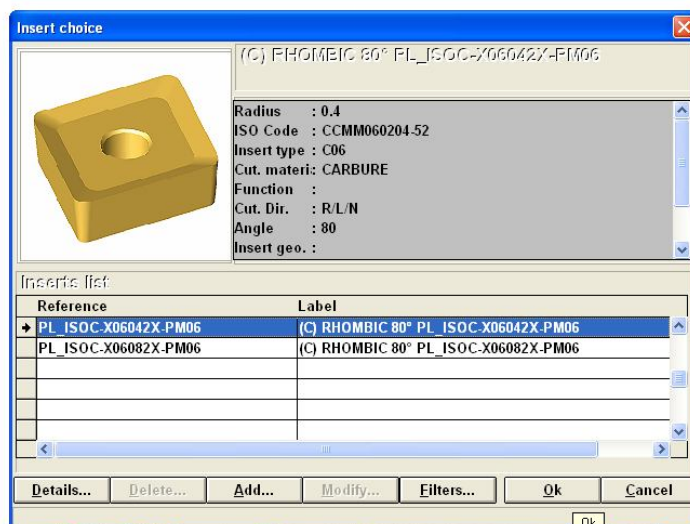 Insert choice
(C) RHOMBIC 80° PL_ISOC-X06042X-PM06
Radius : 0.4
ISO Code : CCMM060204-52
Insert type : C06
Cut. materi.: CARBURE
Function :
Cut. Dir. : R/L/N
Angle : 80
Insert geo. :
Inserts list
Reference Label
PL_ISOC-X06042X-PM06 (C) RHOMBIC 80° PL_ISOC-X06042X-PM06
PL_ISOC-X06082X-PM06 (C) RHOMBIC 80° PL_ISOC-X06082X-PM06
Details... Delete... Add... Modify... Filters... Ok Cancel
Ok